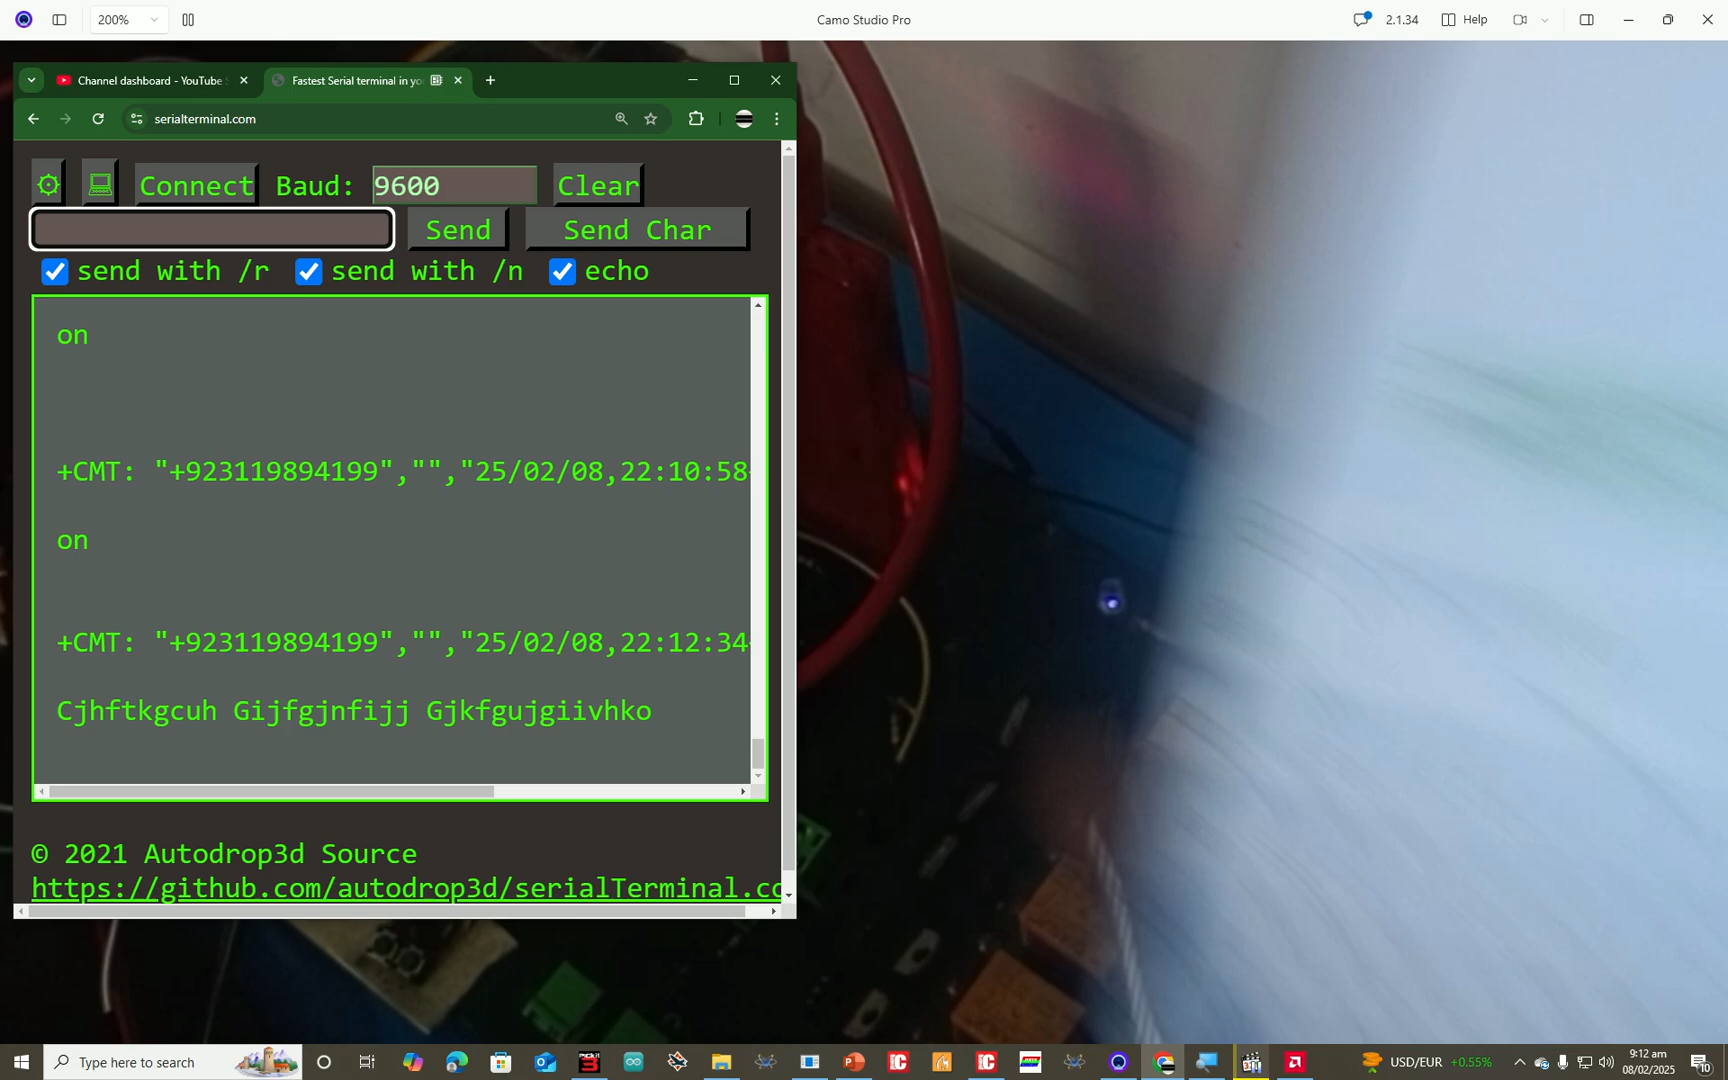 200%
Camo Studio Pro
2.1.34
Help
Channel dashboard - YouTube S
Fastest Serial terminal in yo
serialterminal.com
Connect Baud: 9600 Clear
Send Send Char
send with /r send with /n echo
on
+CMT: "+923119894199","","25/02/08,22:10:58
on
+CMT: "+923119894199","","25/02/08,22:12:34
Cjhftkgcuh Gijfgjnfijj Gjkfgujgiivhko
© 2021 Autodrop3d Source
https://github.com/autodrop3d/serialTerminal.co
Type here to search
USD/EUR +0.55%
9:12 am
08/02/2025